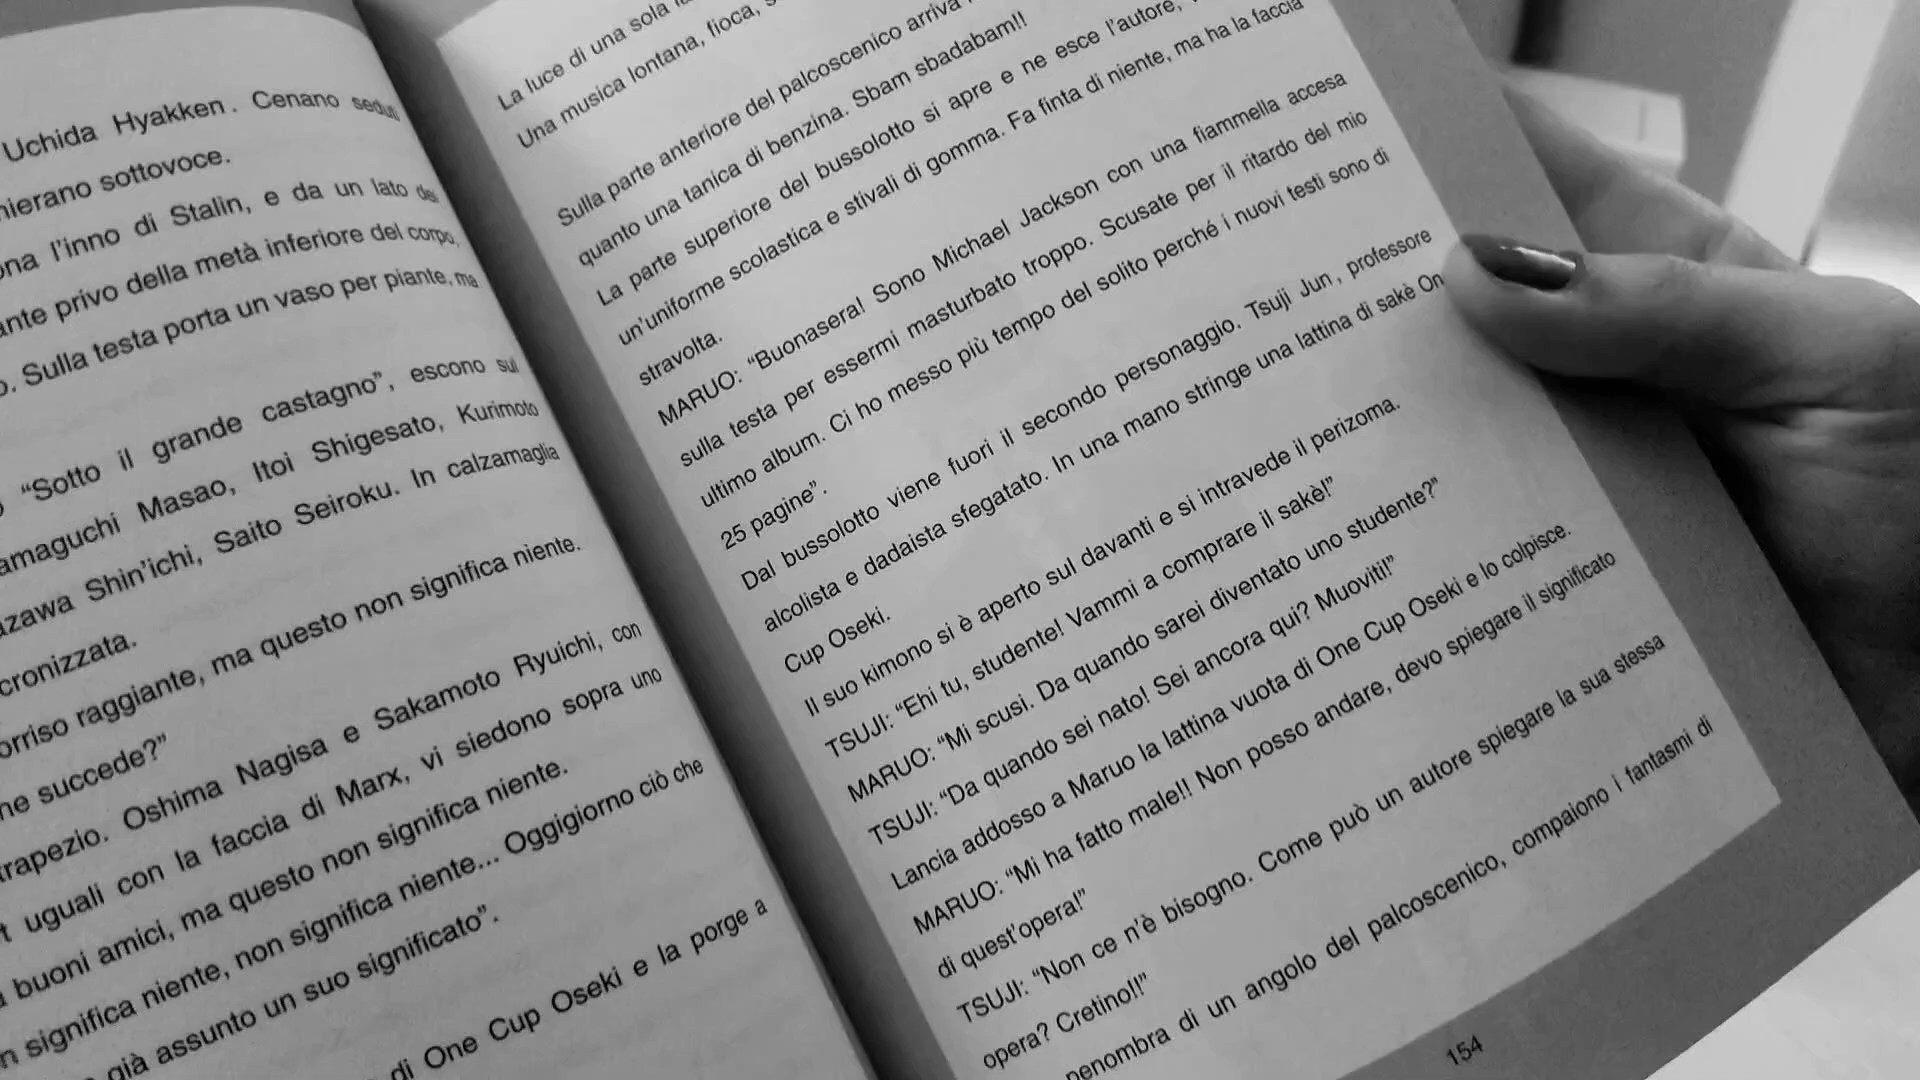 Uchida Hyakken. Cenano seduti
sottovoce.
l'inno di Stalin, e da un lato del
privo della metà inferiore del corpo,
Sulla testa porta un vaso per piante, ma
“Sotto il grande castagno”, escono sul
Masao, Itoi Shigesato, Kurimoto
Shin'ichi, Saito Seiroku. In calzamaglia
cronizzata.
orriso raggiante, ma questo non significa niente.
he succede?”
trapezio. Oshima Nagisa e Sakamoto Ryuichi, con
t uguali con la faccia di Marx, vi siedono sopra uno
buoni amici, ma questo non significa niente.
n significa niente, non significa niente... Oggigiorno ciò che
già assunto un suo significato”.
di One Cup Oseki e la porge a
La luce di una sola
Una musica lontana, fioca,
Sulla parte anteriore del palcoscenico arriva
quanto una tanica di benzina. Sbam sbadabam!!
La parte superiore del bussolotto si apre e ne esce l'autore,
un'uniforme scolastica e stivali di gomma. Fa finta di niente, ma ha la faccia
stravolta.
MARUO: “Buonasera! Sono Michael Jackson con una fiammella accesa
sulla testa per essermi masturbato troppo. Scusate per il ritardo del mio
ultimo album. Ci ho messo più tempo del solito perché i nuovi testi sono di
25 pagine”.
Dal bussolotto viene fuori il secondo personaggio. Tsuji Jun, professore
alcolista e dadaista sfegatato. In una mano stringe una lattina di sakè One
Cup Oseki.
Il suo kimono si è aperto sul davanti e si intravede il perizoma.
TSUJI: “Ehi tu, studente! Vammi a comprare il sakè!”
MARUO: “Mi scusi. Da quando sarei diventato uno studente?”
TSUJI: “Da quando sei nato! Sei ancora qui? Muoviti!”
Lancia addosso a Maruo la lattina vuota di One Cup Oseki e lo colpisce.
MARUO: “Mi ha fatto male!! Non posso andare, devo spiegare il significato
di quest'opera!”
TSUJI: “Non ce n'è bisogno. Come può un autore spiegare la sua stessa
opera? Cretino!!”
penombra di un angolo del palcoscenico, compaiono i fantasmi di
154